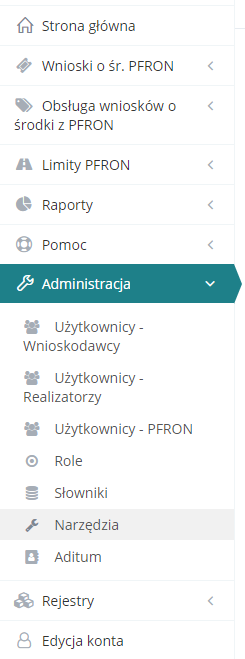 Strona główna
Wnioski o śr. PFRON
Obsługa wniosków o
środki z PFRON
Limity PFRON
Raporty
Pomoc
Administracja
Użytkownicy -
Wnioskodawcy
Użytkownicy -
Realizatorzy
Użytkownicy - PFRON
Role
Słowniki
Narzędzia
Aditum
Rejestry
Edycja konta